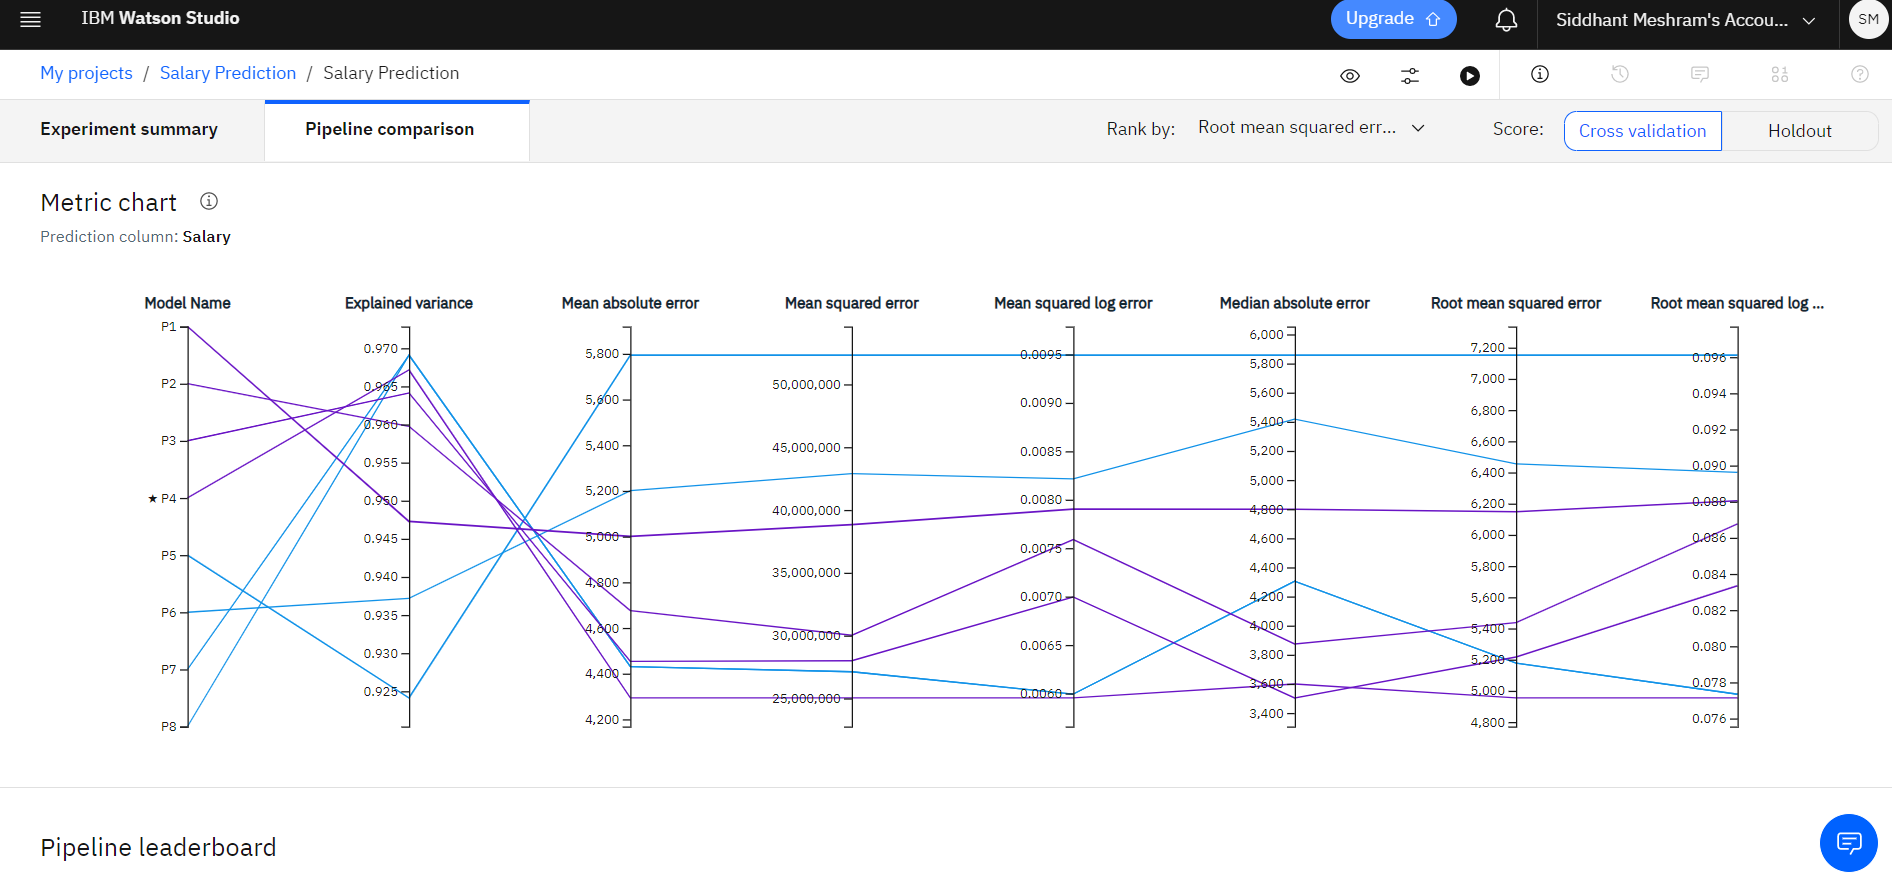 IBM Watson Studio
Upgrade
Siddhant Meshram's Accou...
SM
My projects / Salary Prediction / Salary Prediction
Experiment summary
Pipeline comparison
Rank by: Root mean squared err...
Score: Cross validation Holdout
Metric chart
Prediction column: Salary
Model Name
P1
P2
P3
★ P4
P5
P6
P7
P8
Explained variance
0.970
0.965
0.960
0.955
0.950
0.945
0.940
0.935
0.930
0.925
Mean absolute error
5,800
5,600
5,400
5,200
5,000
4,800
4,600
4,400
4,200
Mean squared error
50,000,000
45,000,000
40,000,000
35,000,000
30,000,000
25,000,000
Mean squared log error
0.0095
0.0090
0.0085
0.0080
0.0075
0.0070
0.0065
0.0060
Median absolute error
6,000
5,800
5,600
5,400
5,200
5,000
4,800
4,600
4,400
4,200
4,000
3,800
3,600
3,400
Root mean squared error
7,200
7,000
6,800
6,600
6,400
6,200
6,000
5,800
5,600
5,400
5,200
5,000
4,800
Root mean squared log ...
0.096
0.094
0.092
0.090
0.088
0.086
0.084
0.082
0.080
0.078
0.076
Pipeline leaderboard